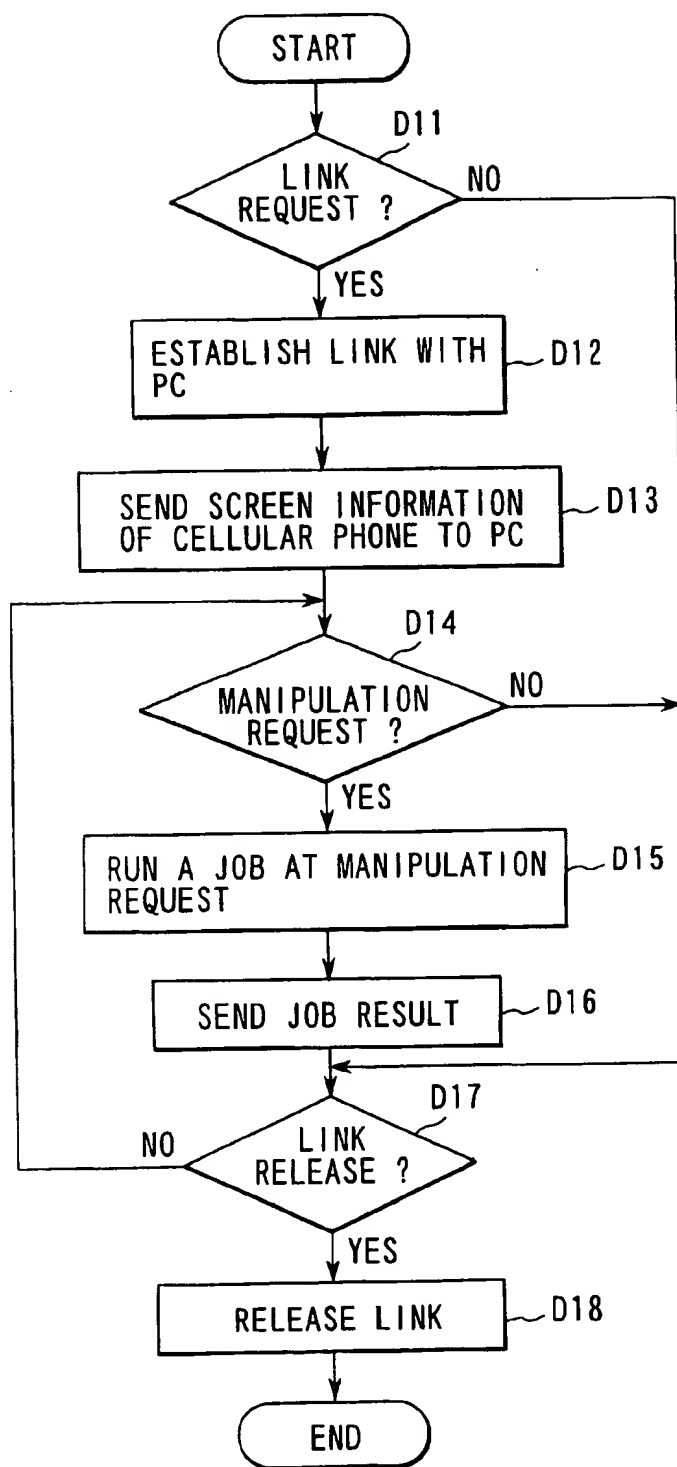 START
D11
LINK
REQUEST ?
NO
YES
ESTABLISH LINK WITH
PC
D12
SEND SCREEN INFORMATION
OF CELLULAR PHONE TO PC
D13
D14
MANIPULATION
REQUEST ?
NO
YES
RUN A JOB AT MANIPULATION
REQUEST
D15
SEND JOB RESULT
D16
D17
NO
LINK
RELEASE ?
YES
RELEASE LINK
D18
END